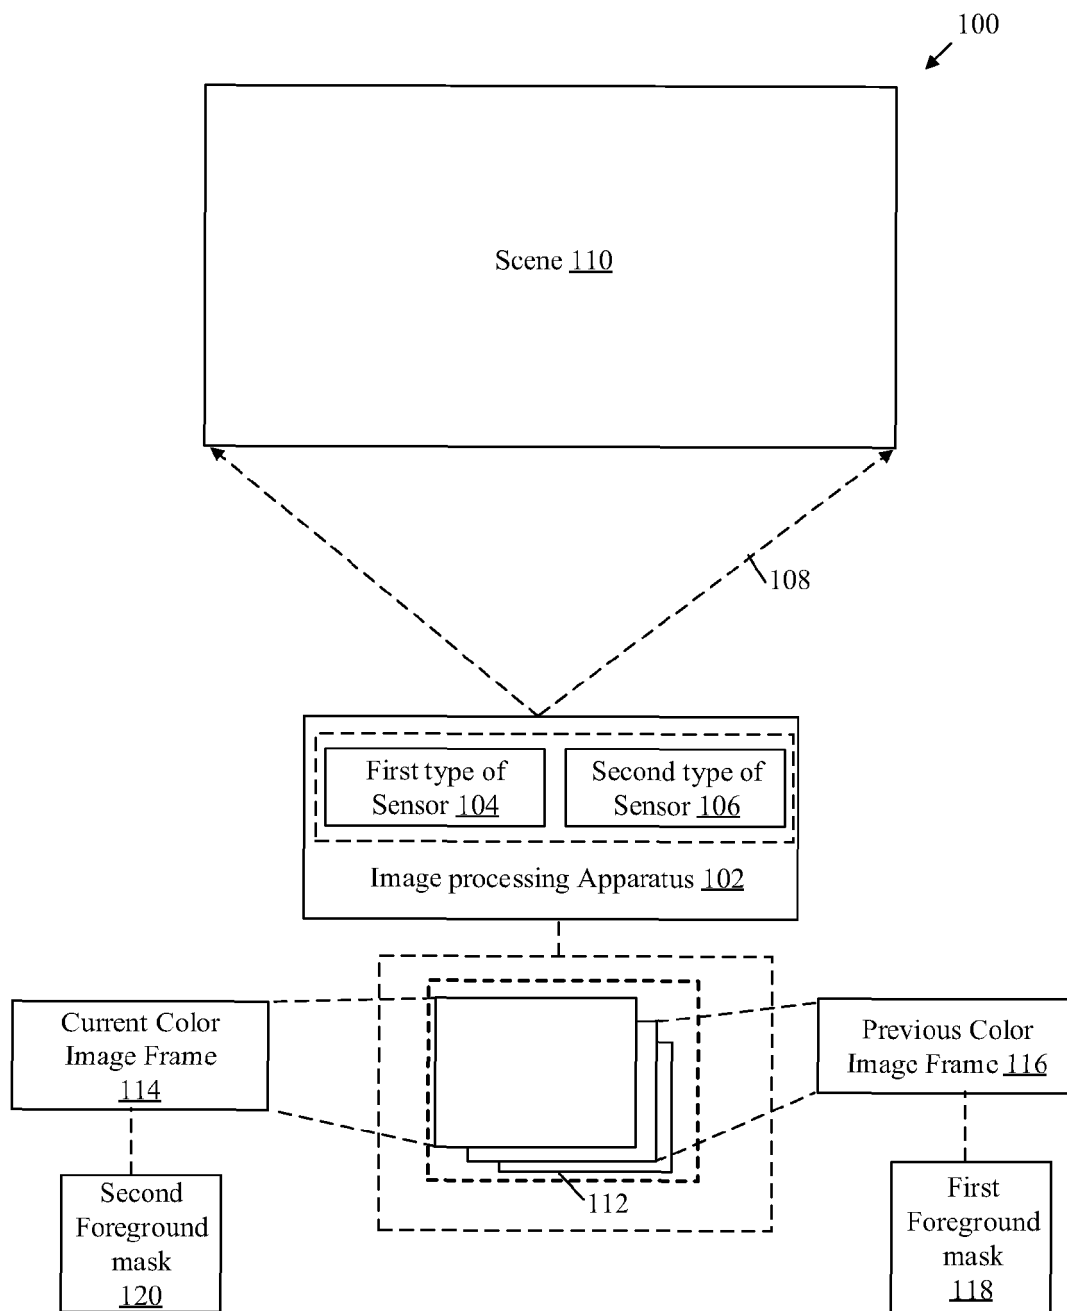 100
Scene 110
108
First type of
Sensor 104
Second type of
Sensor 106
Image processing Apparatus 102
Current Color
Image Frame
114
Previous Color
Image Frame 116
112
Second
Foreground
mask
120
First
Foreground
mask
118